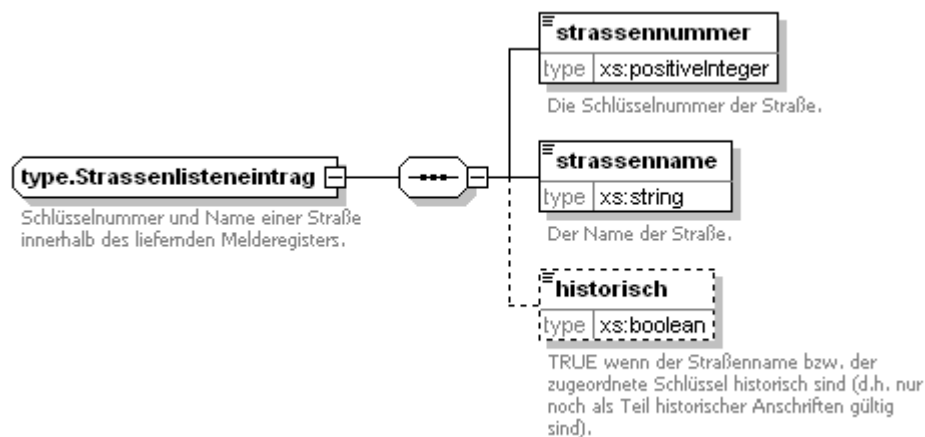 strassennummer
type xs:positiveInteger
Die Schlüsselnummer der Straße.
type.Strassenlisteneintrag
Schlüsselnummer und Name einer Straße
innerhalb des liefernden Melderegisters.
strassenname
type xs:string
Der Name der Straße.
historisch
type xs:boolean
TRUE wenn der Straßenname bzw. der
zugeordnete Schlüssel historisch sind (d.h. nur
noch als Teil historischer Anschriften gültig
sind).